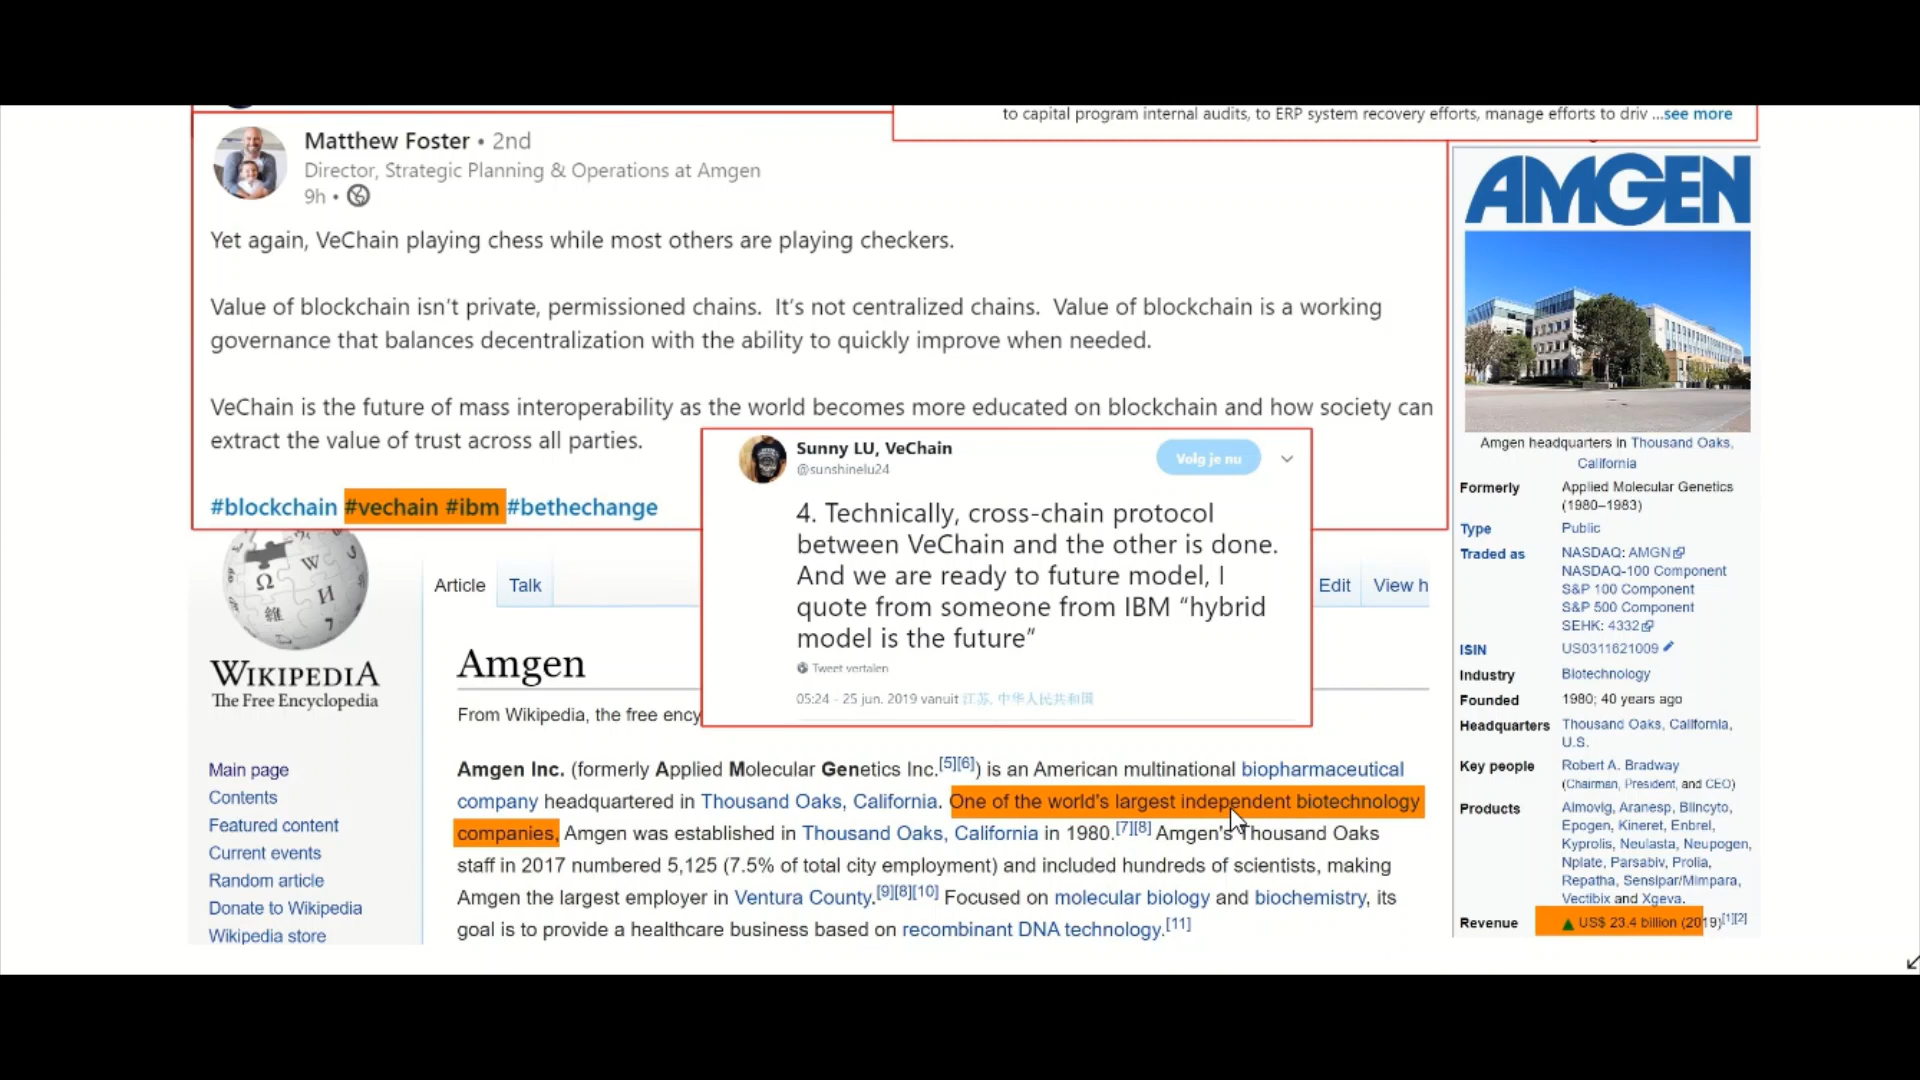 to capital program internal audits, to ERP system recovery efforts, manage efforts to driv ...see more
Matthew Foster • 2nd
Director, Strategic Planning & Operations at Amgen
9h •
Yet again, VeChain playing chess while most others are playing checkers.
Value of blockchain isn't private, permissioned chains.  It's not centralized chains.  Value of blockchain is a working
governance that balances decentralization with the ability to quickly improve when needed.
VeChain is the future of mass interoperability as the world becomes more educated on blockchain and how society can
extract the value of trust across all parties.
#blockchain #vechain #ibm #bethechange
Sunny LU, VeChain
@sunshinelu24
Volg je nu
4. Technically, cross-chain protocol
between VeChain and the other is done.
And we are ready to future model, I
quote from someone from IBM “hybrid
model is the future”
Tweet vertalen
05:24 - 25 jun. 2019 vanuit 江苏, 中华人民共和国
WIKIPEDIA
The Free Encyclopedia
Main page
Contents
Featured content
Current events
Random article
Donate to Wikipedia
Wikipedia store
Article
Talk
Edit
View h
Amgen
From Wikipedia, the free ency
Amgen Inc. (formerly Applied Molecular Genetics Inc.[5][6]) is an American multinational biopharmaceutical
company headquartered in Thousand Oaks, California. One of the world's largest independent biotechnology
companies, Amgen was established in Thousand Oaks, California in 1980.[7][8] Amgen's Thousand Oaks
staff in 2017 numbered 5,125 (7.5% of total city employment) and included hundreds of scientists, making
Amgen the largest employer in Ventura County.[9][8][10] Focused on molecular biology and biochemistry, its
goal is to provide a healthcare business based on recombinant DNA technology.[11]
AMGEN
Amgen headquarters in Thousand Oaks,
California
Formerly Applied Molecular Genetics
(1980–1983)
Type Public
Traded as NASDAQ: AMGN
NASDAQ-100 Component
S&P 100 Component
S&P 500 Component
SEHK: 4332
ISIN US0311621009
Industry Biotechnology
Founded 1980; 40 years ago
Headquarters Thousand Oaks, California,
U.S.
Key people Robert A. Bradway
(Chairman, President, and CEO)
Products Aimovig, Aranesp, Blincyto,
Epogen, Kineret, Enbrel,
Kyprolis, Neulasta, Neupogen,
Nplate, Parsabiv, Prolia,
Repatha, Sensipar/Mimpara,
Vectibix and Xgeva.
Revenue ▲ US$ 23.4 billion (2019)[1][2]